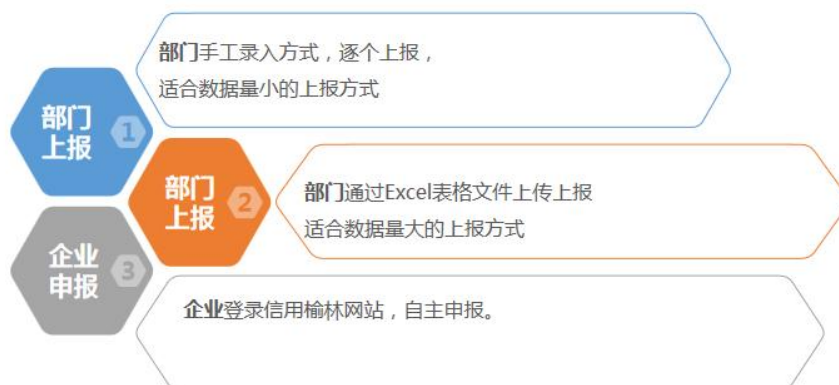 部门手工录入方式，逐个上报，
适合数据量小的上报方式
部门
上报
1
部门
上报
2
部门通过Excel表格文件上传上报
适合数据量大的上报方式
企业
申报
3
企业登录信用榆林网站，自主申报。